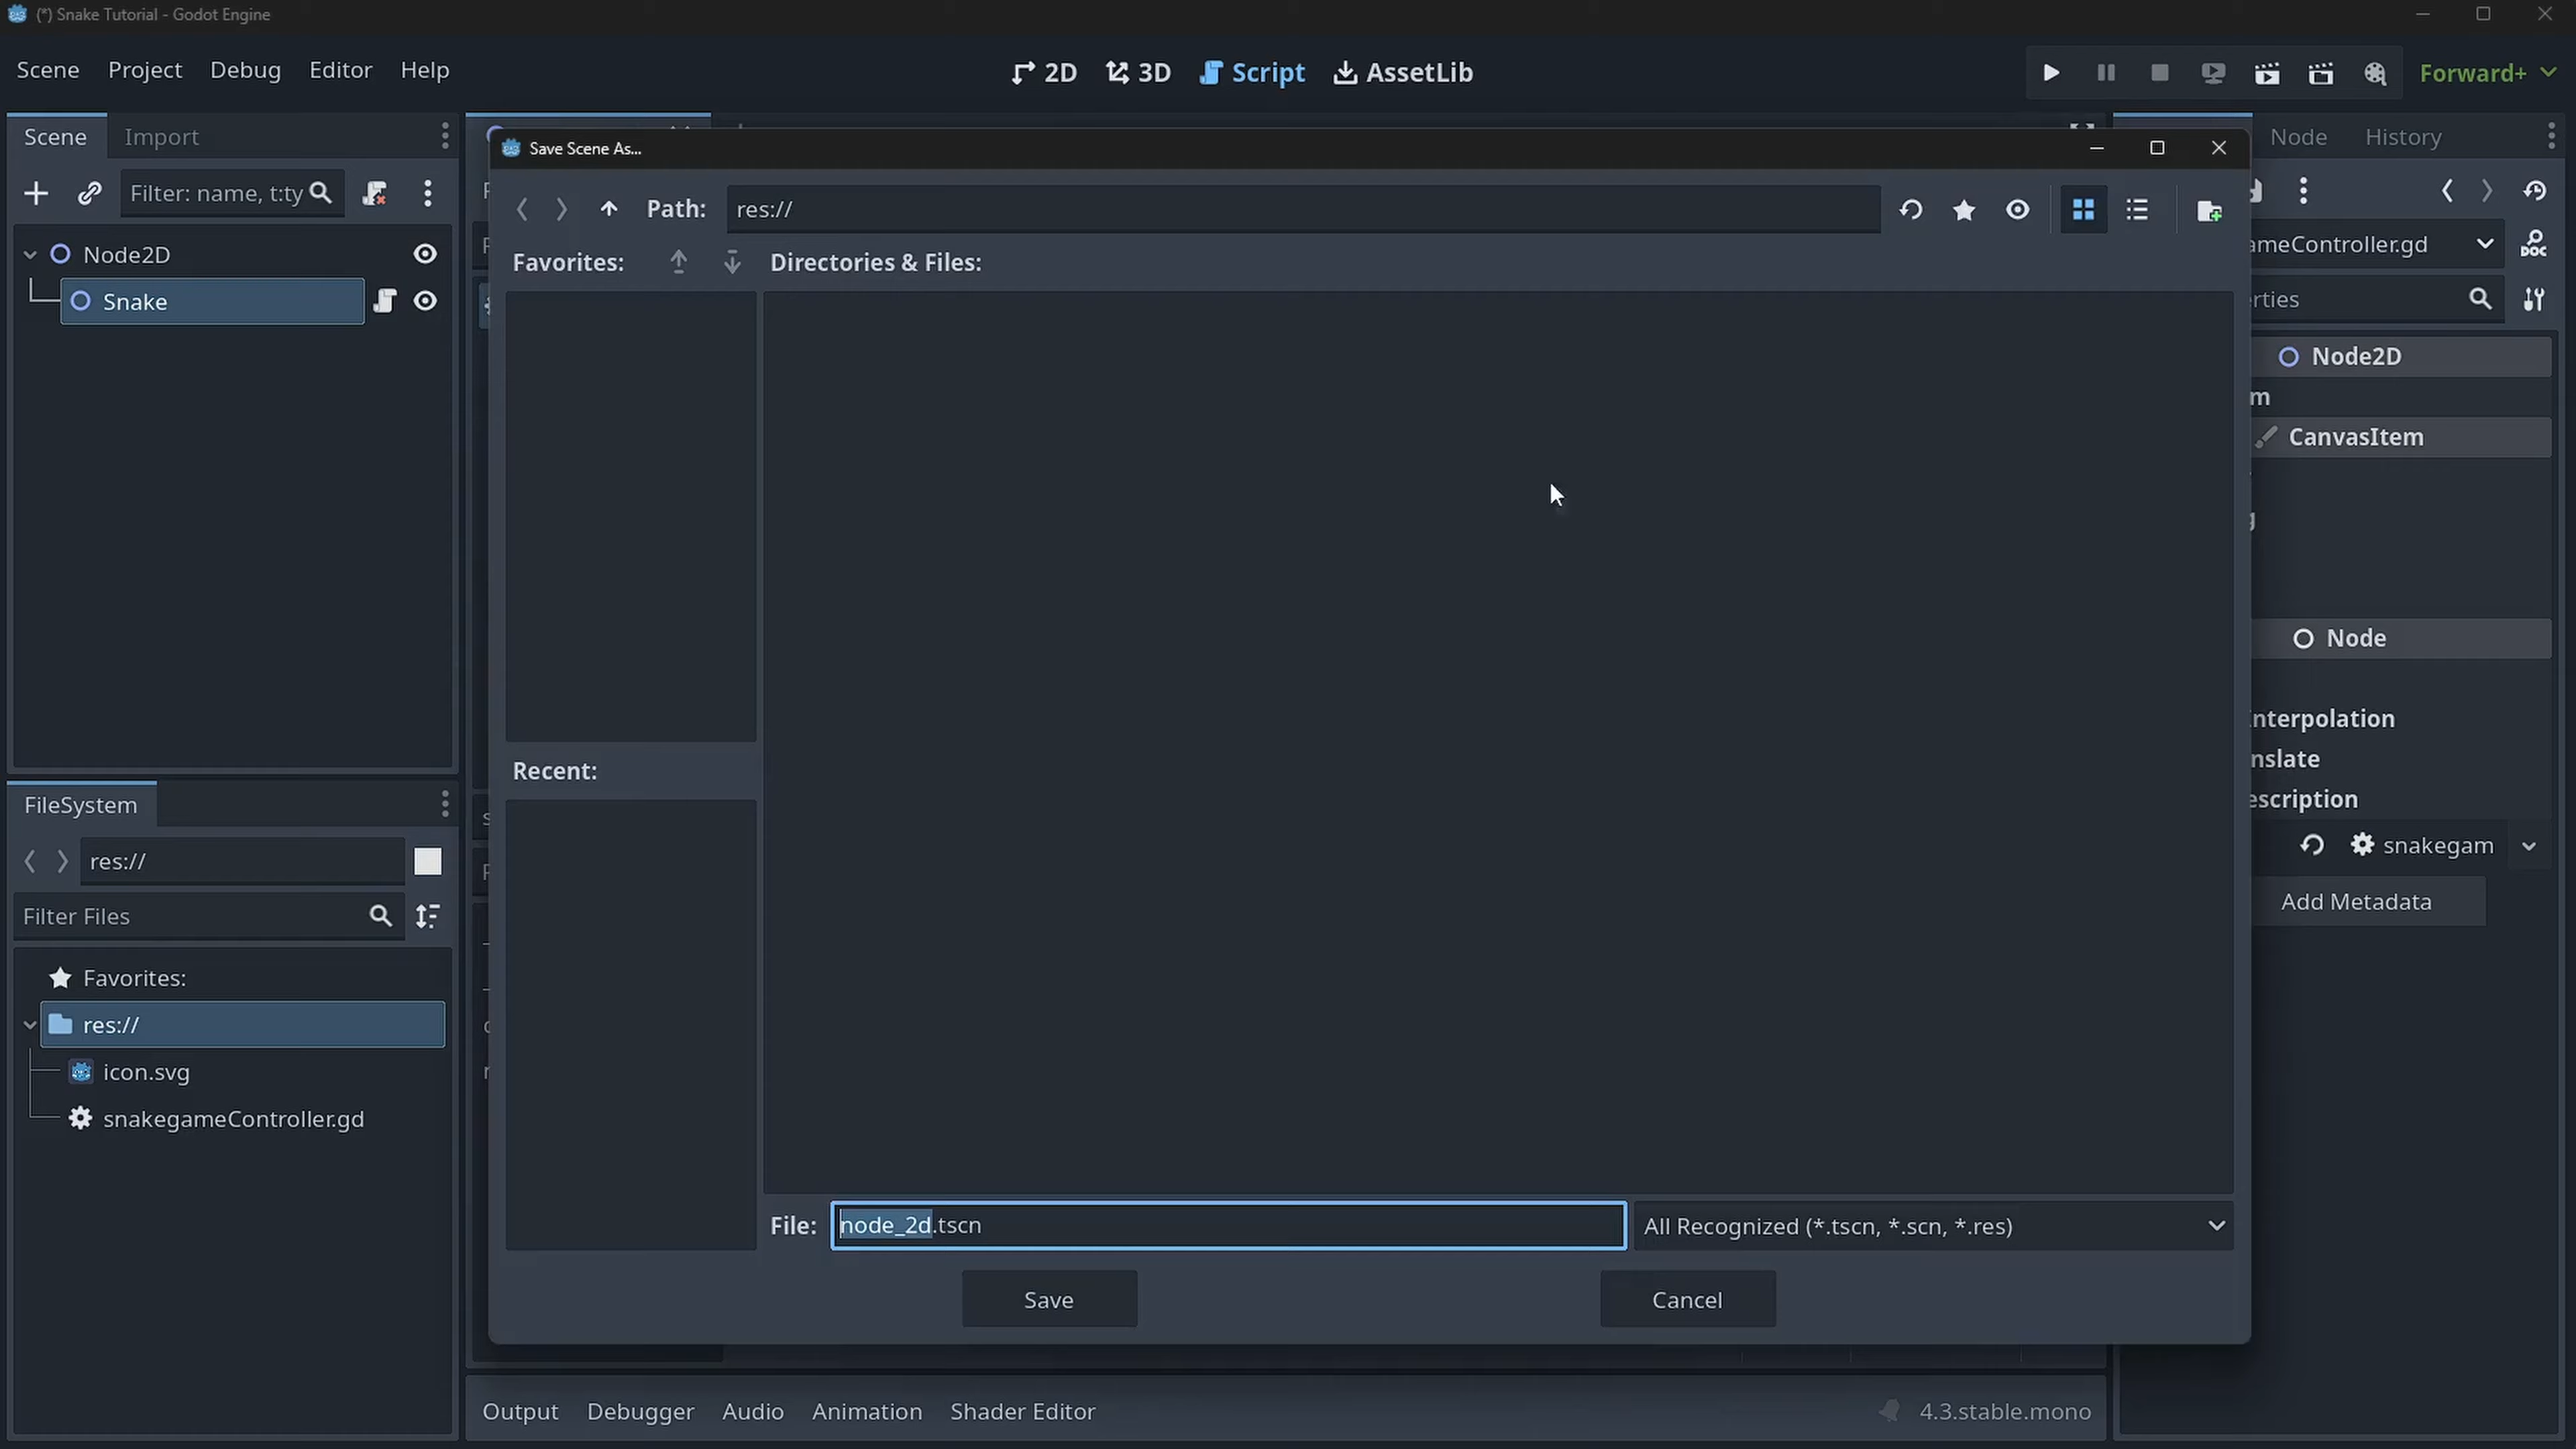 (*) Snake Tutorial - Godot Engine
Scene Project Debug Editor Help
2D 3D Script AssetLib
Forward+
Scene Import
Node History
Save Scene As...
Filter: name, t:ty
Path: res://
Node2D
Snake
Favorites: Directories & Files:
ameController.gd
rties
Node2D
m
CanvasItem
g
Node
nterpolation
nslate
escription
snakegam
Add Metadata
Recent:
FileSystem
res://
Filter Files
Favorites:
res://
icon.svg
snakegameController.gd
File: node_2d.tscn All Recognized (*.tscn, *.scn, *.res)
Save Cancel
Output Debugger Audio Animation Shader Editor 4.3.stable.mono